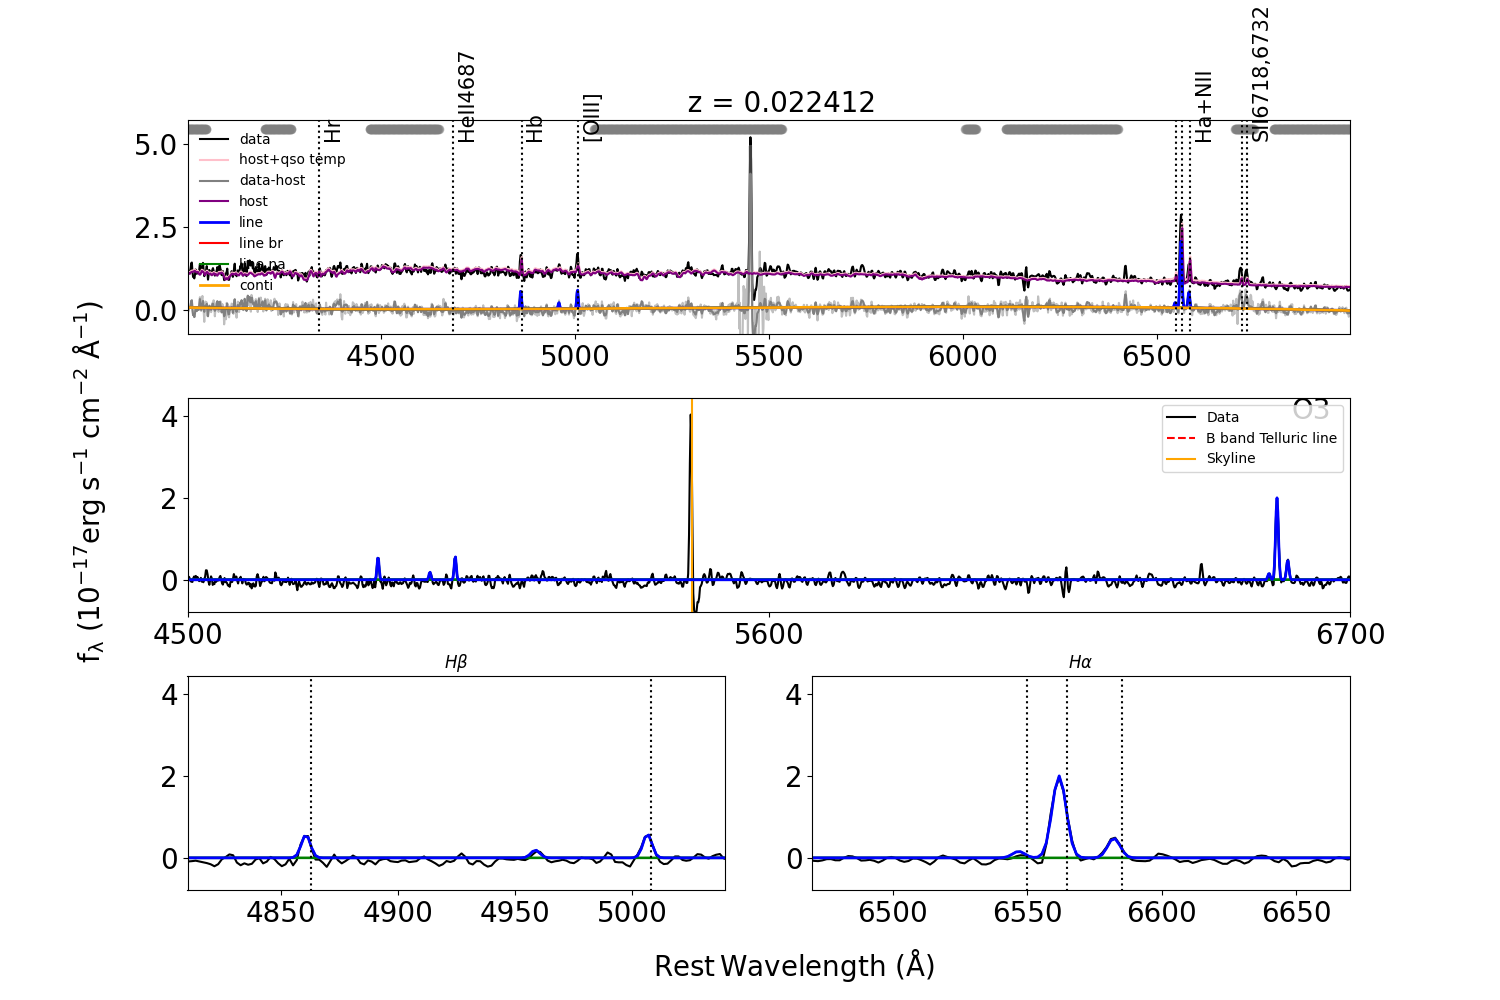 Hr
HeII4687
Hb
[OIII]
Ha+NII
SII6718,6732
z = 0.022412
data
host+qso temp
data-host
host
line
line br
line na
conti
5.0
2.5
0.0
4500
5000
5500
6000
6500
O3
Data
B band Telluric line
Skyline
4
2
0
4500
5600
6700
fλ (10⁻¹⁷erg s⁻¹ cm⁻² Å⁻¹)
Hβ
4
2
0
4850
4900
4950
5000
Hα
4
2
0
6500
6550
6600
6650
Rest Wavelength (Å)